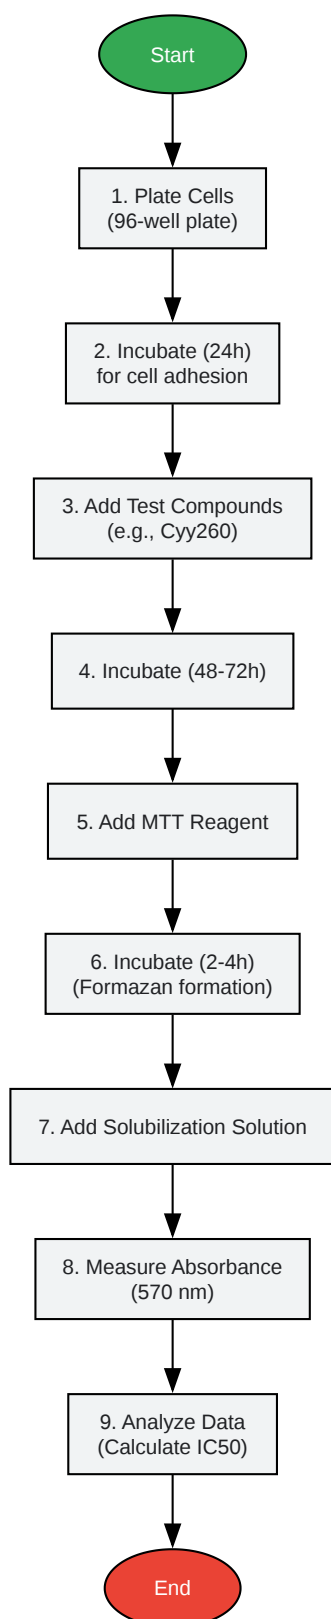 Start
1. Plate Cells
(96-well plate)
2. Incubate (24h)
for cell adhesion
3. Add Test Compounds
(e.g., Cyy260)
4. Incubate (48-72h)
5. Add MTT Reagent
6. Incubate (2-4h)
(Formazan formation)
7. Add Solubilization Solution
8. Measure Absorbance
(570 nm)
9. Analyze Data
(Calculate IC50)
End